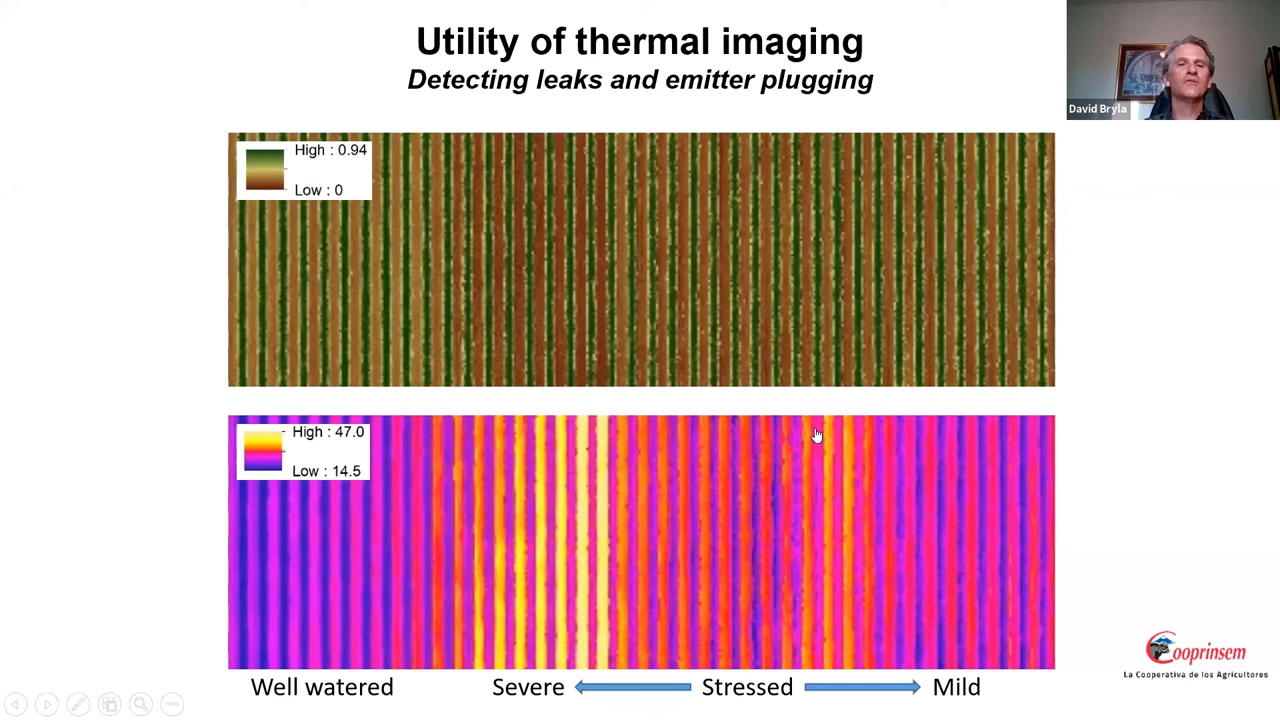 Utility of thermal imaging
Detecting leaks and emitter plugging
David Bryla
High : 0.94
Low : 0
High : 47.0
Low : 14.5
Well watered
Severe
Stressed
Mild
Cooprinsem
La Cooperativa de los Agricultores